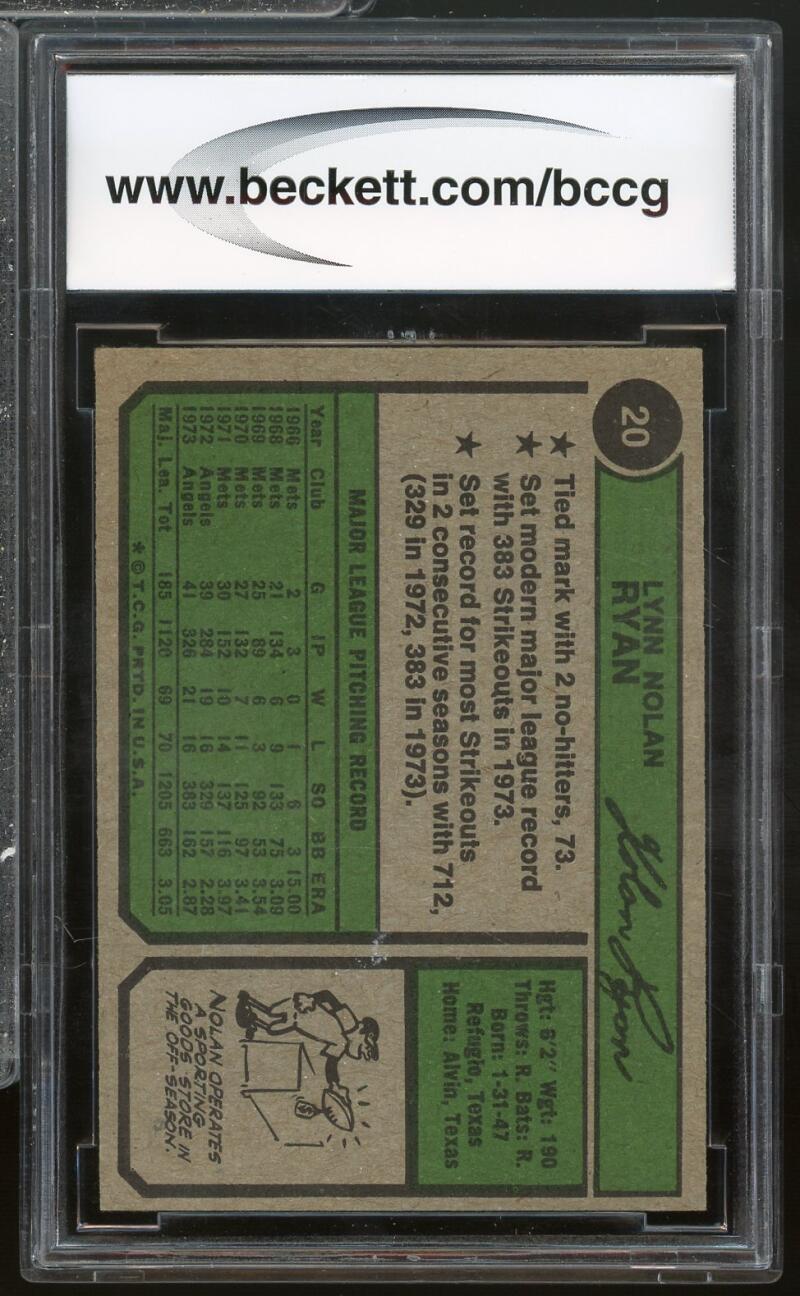 www.beckett.com/bccg
20
LYNN NOLAN
RYAN
Nolan Ryan
★ Tied mark with 2 no-hitters, 73.
★ Set modern major league record
with 383 Strikeouts in 1973.
★ Set record for most Strikeouts
in 2 consecutive seasons with 712,
(329 in 1972, 383 in 1973).
MAJOR LEAGUE PITCHING RECORD
Year Club G IP W L SO BB ERA
1966 Mets 2 3 0 1 6 3 15.00
1968 Mets 21 134 6 9 133 75 3.09
1969 Mets 25 89 6 3 92 53 3.54
1970 Mets 27 132 7 11 125 97 3.41
1971 Mets 30 152 10 14 137 116 3.97
1972 Angels 39 284 19 16 329 157 2.28
1973 Angels 41 326 21 16 383 162 2.87
Maj. Lea. Tot 185 1120 69 70 1205 663 3.05
* © T.C.G. PRTD. IN U.S.A.
Hgt: 6'2" Wgt: 190
Throws: R. Bats: R.
Born: 1-31-47
Refugio, Texas
Home: Alvin, Texas
$
NOLAN OPERATES
A SPORTING
GOODS STORE IN
THE OFF-SEASON.